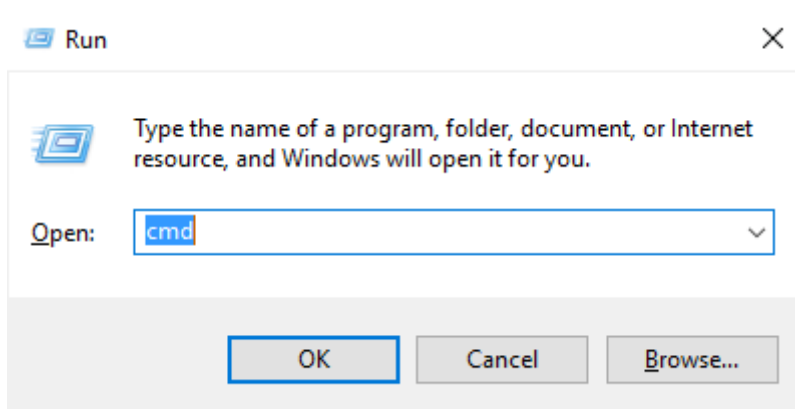 Run
Type the name of a program, folder, document, or Internet
resource, and Windows will open it for you.
Open: cmd
OK Cancel Browse...